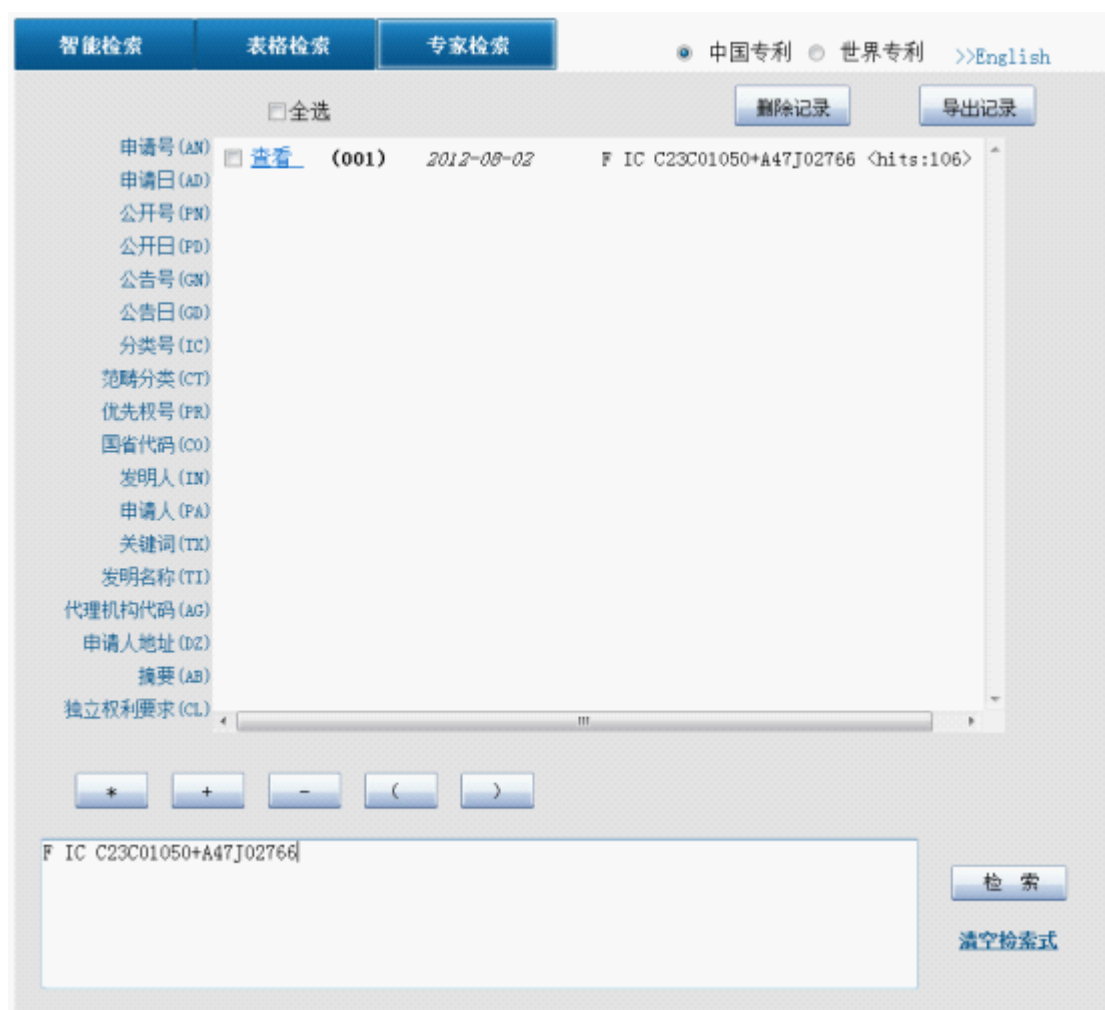 智能检索 表格检索 专家检索 中国专利 世界专利 >>English
全选 删除记录 导出记录
申请号(AN) 查看 (001) 2012-08-02 F IC C23C01050+A47J02766 <hits:106>
申请日(AD)
公开号(PN)
公开日(PD)
公告号(GN)
公告日(GD)
分类号(IC)
范畴分类(CT)
优先权号(PR)
国省代码(CO)
发明人(IN)
申请人(PA)
关键词(TX)
发明名称(TI)
代理机构代码(AG)
申请人地址(DZ)
摘要(AB)
独立权利要求(CL)
* + - ( )
F IC C23C01050+A47J02766
检 索
清空检索式